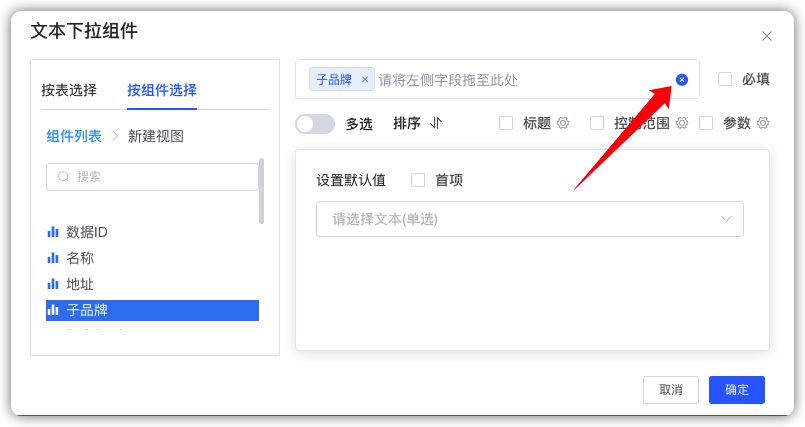 文本下拉组件
按表选择 按组件选择
组件列表 新建视图
搜索
数据ID
名称
地址
子品牌
子品牌 × 请将左侧字段拖至此处
必填
多选 排序 标题 控制范围 参数
设置默认值 首项
请选择文本(单选)
取消 确定